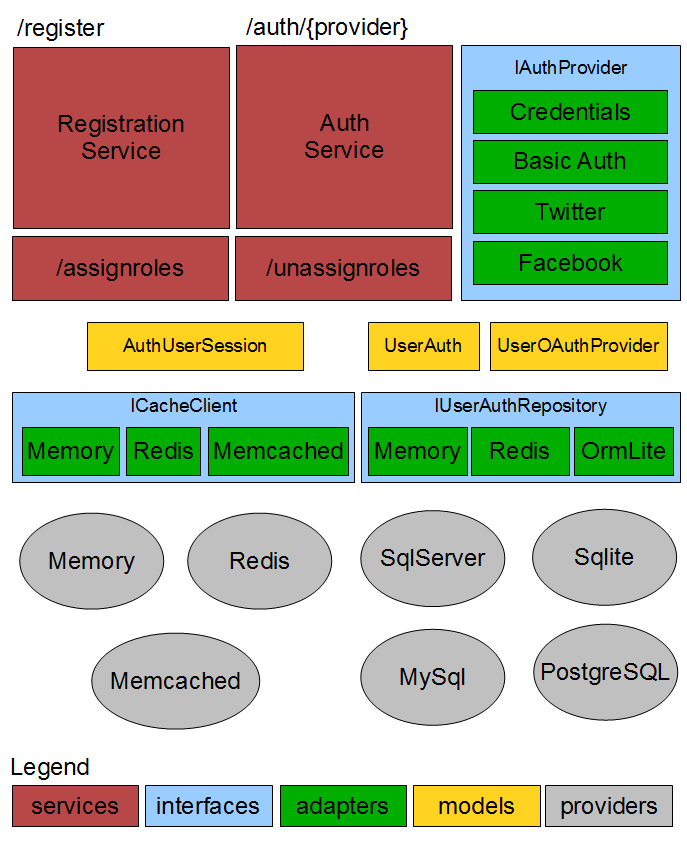 /register
/auth/{provider}
Registration
Service
Auth
Service
IAuthProvider
Credentials
Basic Auth
Twitter
Facebook
/assignroles
/unassignroles
AuthUserSession
UserAuth
UserOAuthProvider
ICacheClient
Memory
Redis
Memcached
IUserAuthRepository
Memory
Redis
OrmLite
Memory
Redis
SqlServer
Sqlite
Memcached
MySql
PostgreSQL
Legend
services
interfaces
adapters
models
providers